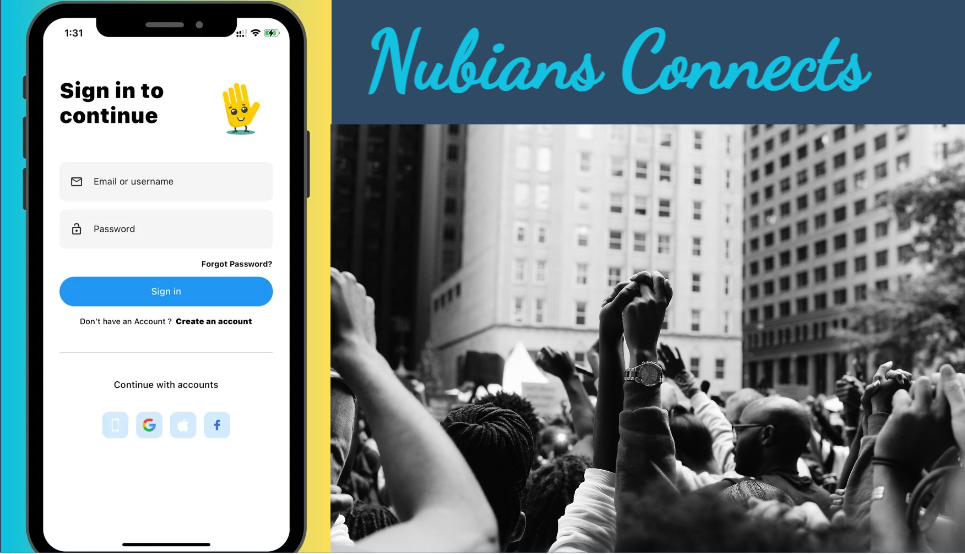 1:31
Sign in to
continue
Email or username
Password
Forgot Password?
Sign in
Don't have an Account ? Create an account
Continue with accounts
Nubians Connects